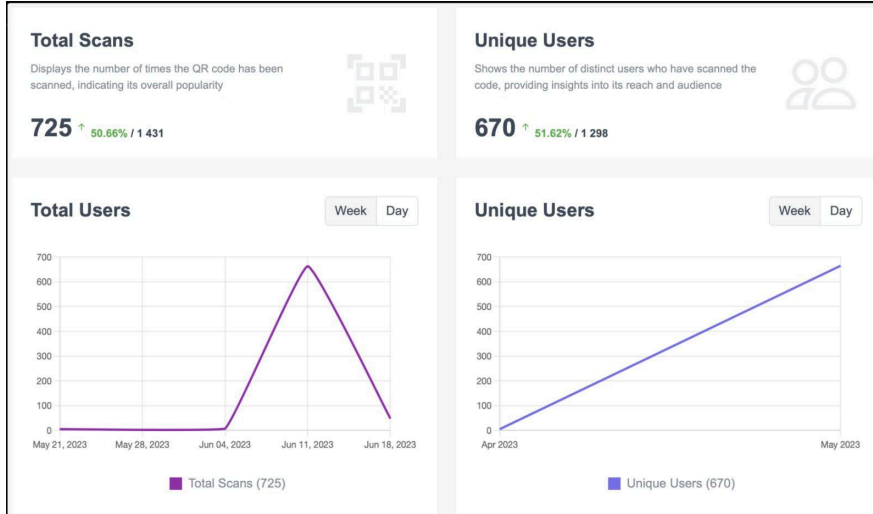 Total Scans
Displays the number of times the QR code has been
scanned, indicating its overall popularity
725 ↑ 50.66% / 1 431
Unique Users
Shows the number of distinct users who have scanned the
code, providing insights into its reach and audience
670 ↑ 51.62% / 1 298
Total Users
Week Day
700
600
500
400
300
200
100
0
May 21, 2023 May 28, 2023 Jun 04, 2023 Jun 11, 2023 Jun 18, 2023
Total Scans (725)
Unique Users
Week Day
700
600
500
400
300
200
100
0
Apr 2023 May 2023
Unique Users (670)